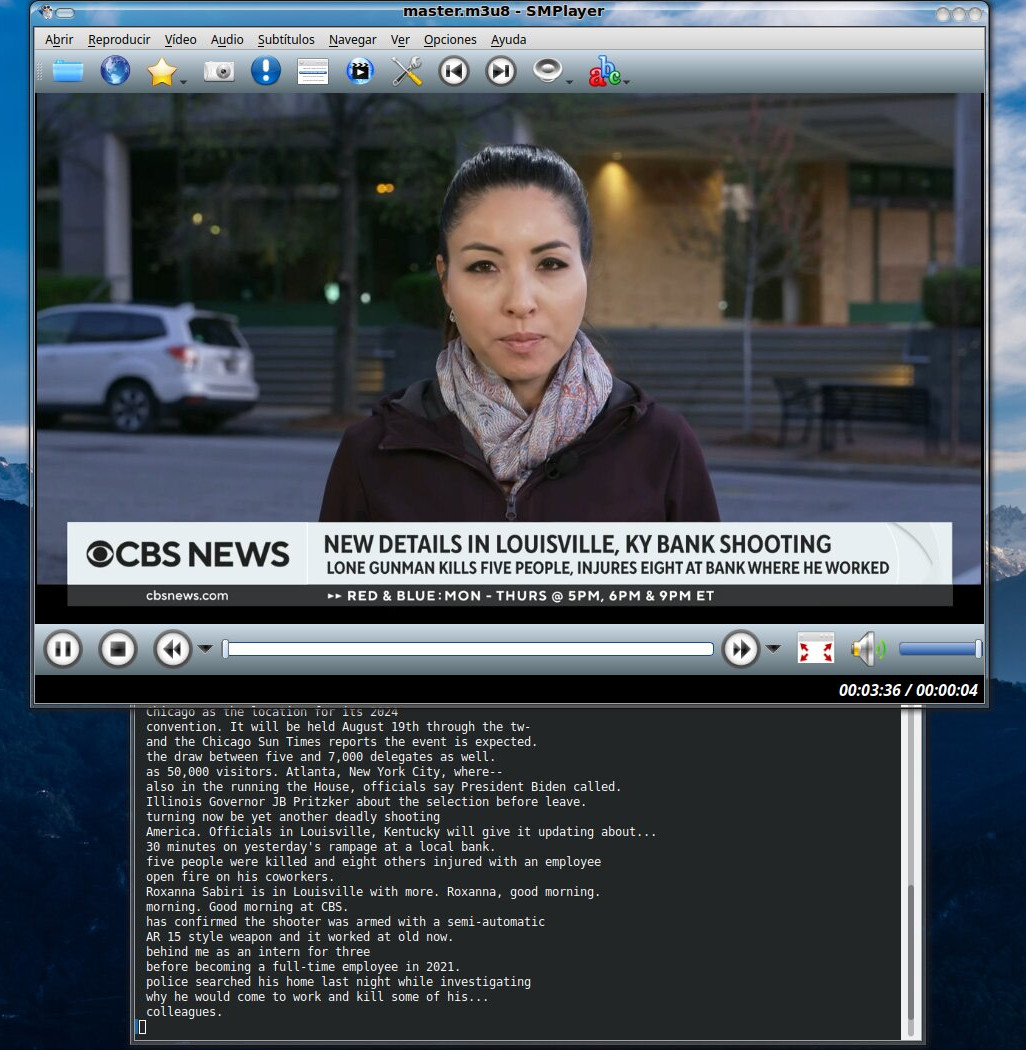 master.m3u8 - SMPlayer
Abrir Reproducir Vídeo Audio Subtítulos Navegar Ver Opciones Ayuda
abc
CBS NEWS
NEW DETAILS IN LOUISVILLE, KY BANK SHOOTING
LONE GUNMAN KILLS FIVE PEOPLE, INJURES EIGHT AT BANK WHERE HE WORKED
cbsnews.com
RED & BLUE: MON - THURS @ 5PM, 6PM & 9PM ET
00:03:36 / 00:00:04
Chicago as the location for its 2024
convention. It will be held August 19th through the tw-
and the Chicago Sun Times reports the event is expected.
the draw between five and 7,000 delegates as well.
as 50,000 visitors. Atlanta, New York City, where--
also in the running the House, officials say President Biden called.
Illinois Governor JB Pritzker about the selection before leave.
turning now be yet another deadly shooting
America. Officials in Louisville, Kentucky will give it updating about...
30 minutes on yesterday's rampage at a local bank.
five people were killed and eight others injured with an employee
open fire on his coworkers.
Roxanna Sabiri is in Louisville with more. Roxanna, good morning.
morning. Good morning at CBS.
has confirmed the shooter was armed with a semi-automatic
AR 15 style weapon and it worked at old now.
behind me as an intern for three
before becoming a full-time employee in 2021.
police searched his home last night while investigating
why he would come to work and kill some of his...
colleagues.